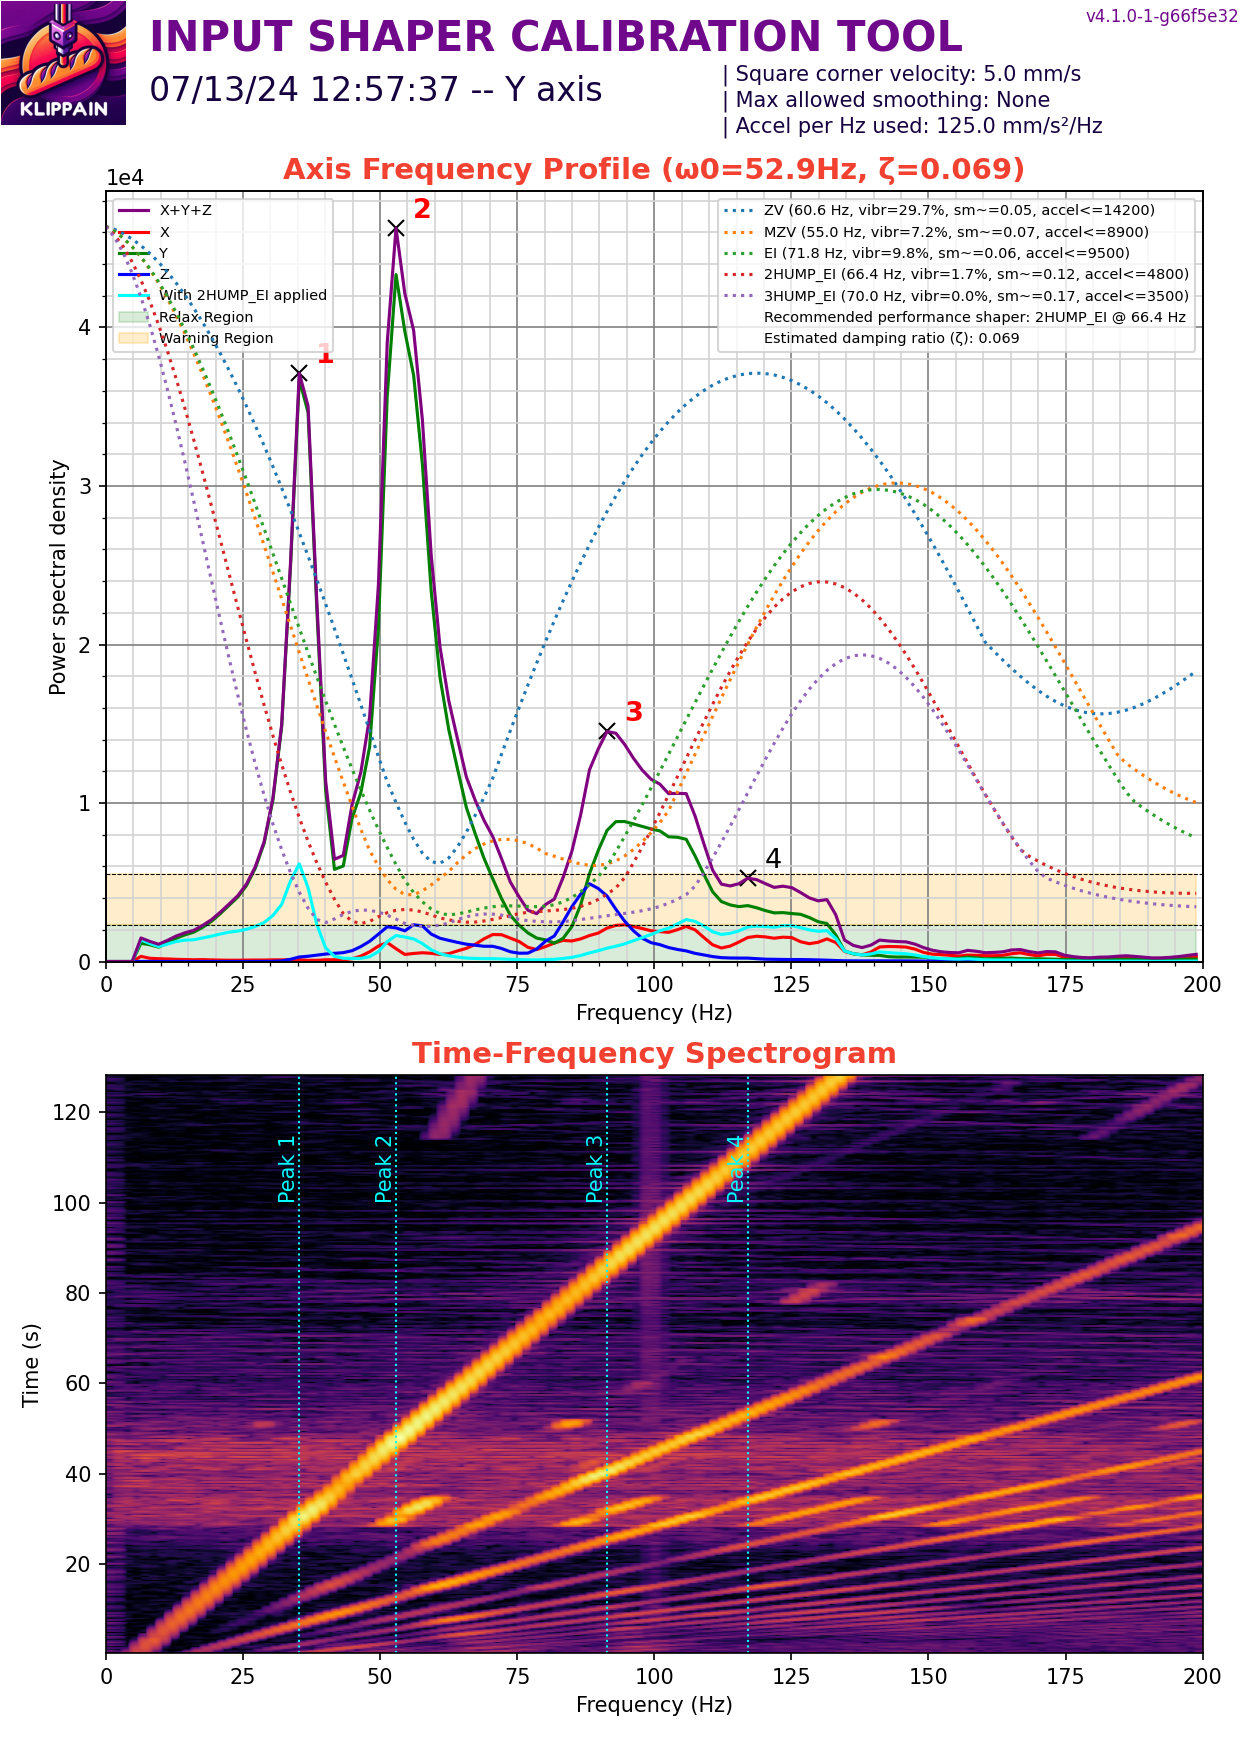 v4.1.0-1-g66f5e32
INPUT SHAPER CALIBRATION TOOL
07/13/24 12:57:37 -- Y axis
| Square corner velocity: 5.0 mm/s
| Max allowed smoothing: None
| Accel per Hz used: 125.0 mm/s²/Hz
KLIPPAIN
Axis Frequency Profile (ω0=52.9Hz, ζ=0.069)
1e4
X+Y+Z
X
Y
Z
With 2HUMP_EI applied
Relax Region
Warning Region
ZV (60.6 Hz, vibr=29.7%, sm~=0.05, accel<=14200)
MZV (55.0 Hz, vibr=7.2%, sm~=0.07, accel<=8900)
EI (71.8 Hz, vibr=9.8%, sm~=0.06, accel<=9500)
2HUMP_EI (66.4 Hz, vibr=1.7%, sm~=0.12, accel<=4800)
3HUMP_EI (70.0 Hz, vibr=0.0%, sm~=0.17, accel<=3500)
Recommended performance shaper: 2HUMP_EI @ 66.4 Hz
Estimated damping ratio (ζ): 0.069
1
2
3
4
Power spectral density
4
3
2
1
0
0 25 50 75 100 125 150 175 200
Frequency (Hz)
Time-Frequency Spectrogram
Peak 1
Peak 2
Peak 3
Peak 4
Time (s)
120
100
80
60
40
20
0 25 50 75 100 125 150 175 200
Frequency (Hz)